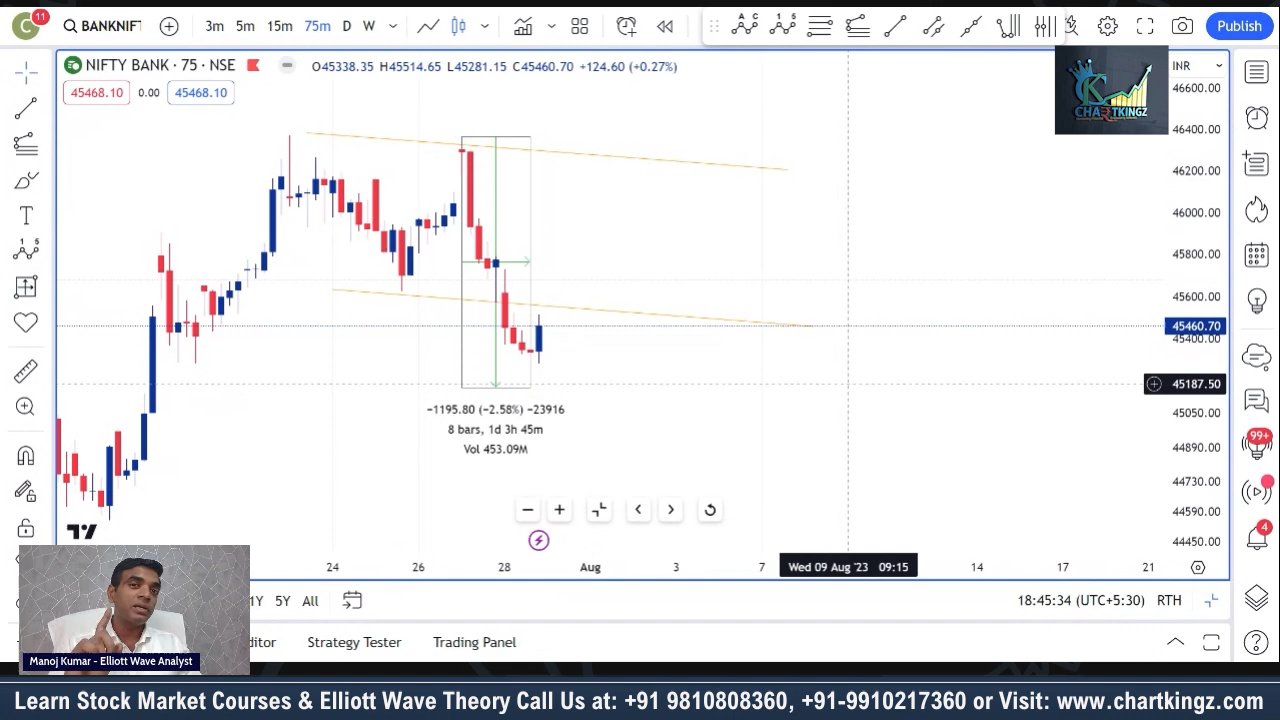 C
11
BANKNIFT
3m 5m 15m 75m D W
Publish
NIFTY BANK · 75 · NSE
O45338.35 H45514.65 L45281.15 C45460.70 +124.60 (+0.27%)
45468.10 0.00 45468.10
INR
CHARTKINGZ
46600.00
46400.00
46200.00
46000.00
45800.00
45600.00
45460.70
45400.00
45187.50
45050.00
44890.00
44730.00
44590.00
44450.00
−1195.80 (−2.58%) −23916
8 bars, 1d 3h 45m
Vol 453.09M
99+
4
24 26 28 Aug 3 7 Wed 09 Aug '23 09:15 14 17 21
1Y 5Y All
18:45:34 (UTC+5:30) RTH
ditor Strategy Tester Trading Panel
Manoj Kumar - Elliott Wave Analyst
Learn Stock Market Courses & Elliott Wave Theory Call Us at: +91 9810808360, +91-9910217360 or Visit: www.chartkingz.com